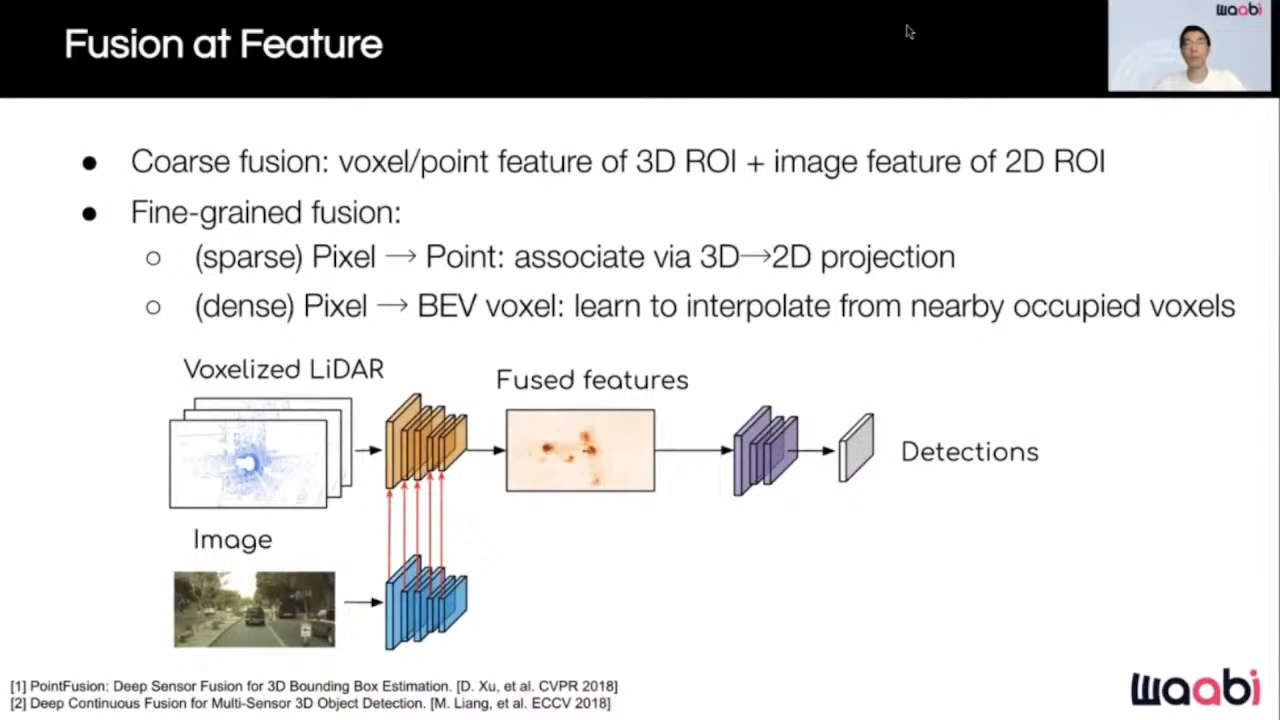 Fusion at Feature
waabi
● Coarse fusion: voxel/point feature of 3D ROI + image feature of 2D ROI
● Fine-grained fusion:
○ (sparse) Pixel → Point: associate via 3D→2D projection
○ (dense) Pixel → BEV voxel: learn to interpolate from nearby occupied voxels
Voxelized LiDAR
Fused features
Detections
Image
[1] PointFusion: Deep Sensor Fusion for 3D Bounding Box Estimation. [D. Xu, et al. CVPR 2018]
[2] Deep Continuous Fusion for Multi-Sensor 3D Object Detection. [M. Liang, et al. ECCV 2018]
waabi